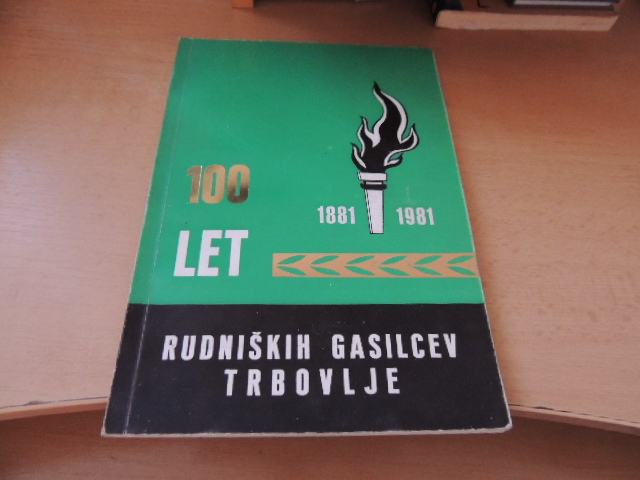 100
1881 1981
LET
RUDNIŠKIH GASILCEV
TRBOVLJE